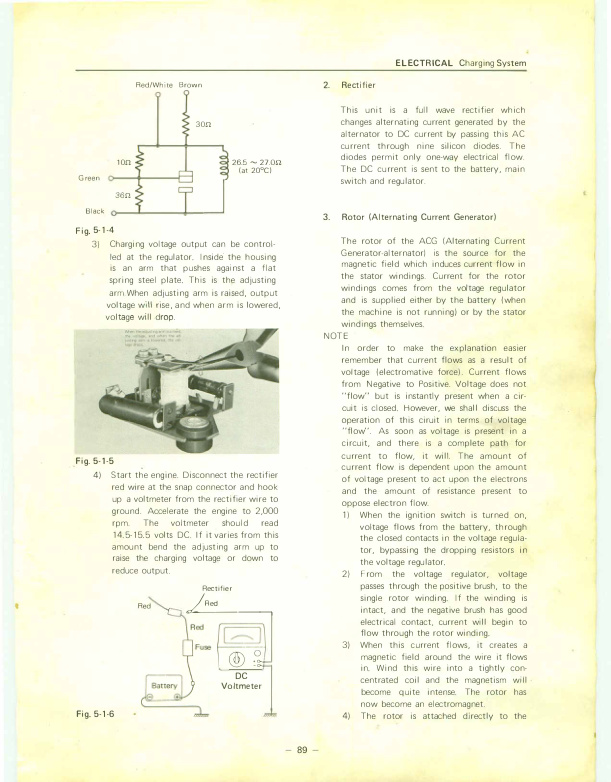 ELECTRICAL Charging System
Red/White Brown
30Ω
10Ω
26.5 ~ 27.0Ω
(at 20°C)
Green
36Ω
Black
Fig. 5-1-4
3) Charging voltage output can be control-
led at the regulator. Inside the housing
is an arm that pushes against a flat
spring steel plate. This is the adjusting
arm.When adjusting arm is raised, output
voltage will rise, and when arm is lowered,
voltage will drop.
Fig. 5-1-5
4) Start the engine. Disconnect the rectifier
red wire at the snap connector and hook
up a voltmeter from the rectifier wire to
ground. Accelerate the engine to 2,000
rpm. The voltmeter should read
14.5-15.5 volts DC. If it varies from this
amount bend the adjusting arm up to
raise the charging voltage or down to
reduce output.
Rectifier
Red
Red
Red
Fuse
Battery
DC
Voltmeter
Fig. 5-1-6
2. Rectifier
This unit is a full wave rectifier which
changes alternating current generated by the
alternator to DC current by passing this AC
current through nine silicon diodes. The
diodes permit only one-way electrical flow.
The DC current is sent to the battery, main
switch and regulator.
3. Rotor (Alternating Current Generator)
The rotor of the ACG (Alternating Current
Generator-alternator) is the source for the
magnetic field which induces current flow in
the stator windings. Current for the rotor
windings comes from the voltage regulator
and is supplied either by the battery (when
the machine is not running) or by the stator
windings themselves.
NOTE
In order to make the explanation easier
remember that current flows as a result of
voltage (electromative force). Current flows
from Negative to Positive. Voltage does not
"flow" but is instantly present when a cir-
cuit is closed. However, we shall discuss the
operation of this ciruit in terms of voltage
"flow". As soon as voltage is present in a
circuit, and there is a complete path for
current to flow, it will. The amount of
current flow is dependent upon the amount
of voltage present to act upon the electrons
and the amount of resistance present to
oppose electron flow.
1) When the ignition switch is turned on,
voltage flows from the battery, through
the closed contacts in the voltage regula-
tor, bypassing the dropping resistors in
the voltage regulator.
2) From the voltage regulator, voltage
passes through the positive brush, to the
single rotor winding. If the winding is
intact, and the negative brush has good
electrical contact, current will begin to
flow through the rotor winding.
3) When this current flows, it creates a
magnetic field around the wire it flows
in. Wind this wire into a tightly con-
centrated coil and the magnetism will
become quite intense. The rotor has
now become an electromagnet.
4) The rotor is attached directly to the
– 89 –